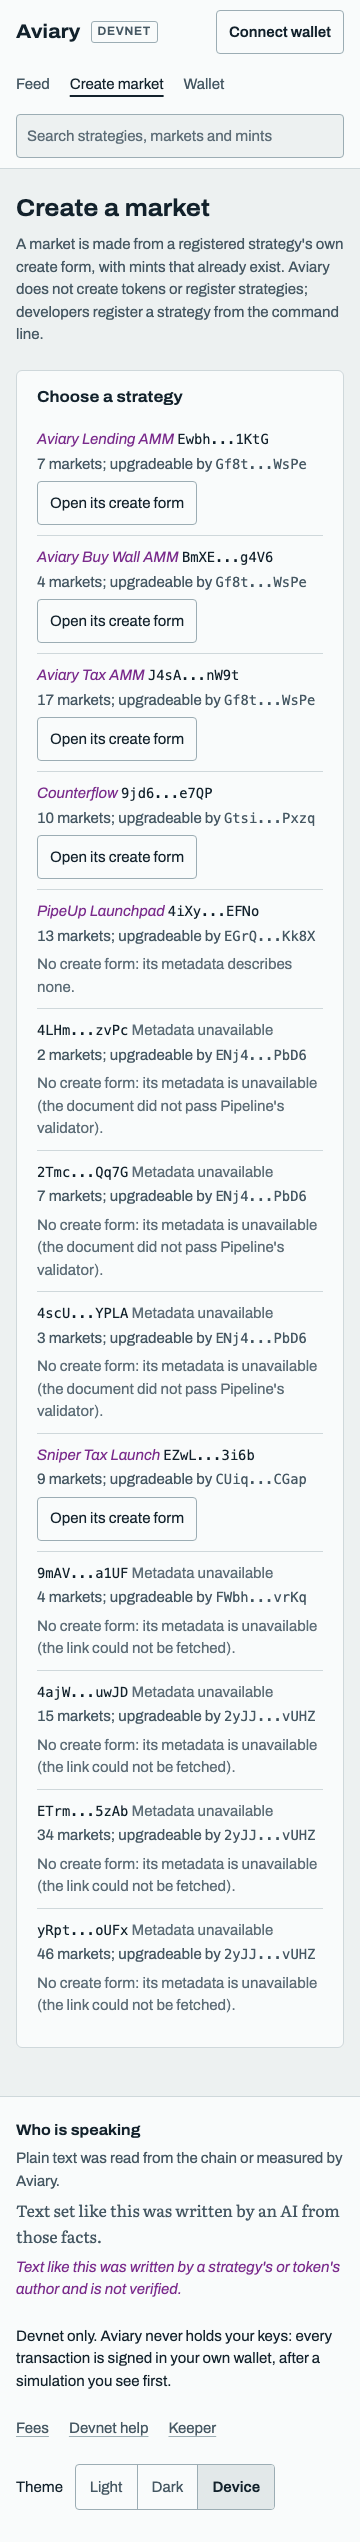 Aviary DEVNET Connect wallet
Feed Create market Wallet
Search strategies, markets and mints
Create a market
A market is made from a registered strategy's own
create form, with mints that already exist. Aviary
does not create tokens or register strategies;
developers register a strategy from the command
line.
Choose a strategy
Aviary Lending AMM Ewbh...1KtG
7 markets; upgradeable by Gf8t...WsPe
Open its create form
Aviary Buy Wall AMM BmXE...g4V6
4 markets; upgradeable by Gf8t...WsPe
Open its create form
Aviary Tax AMM J4sA...nW9t
17 markets; upgradeable by Gf8t...WsPe
Open its create form
Counterflow 9jd6...e7QP
10 markets; upgradeable by Gtsi...Pxzq
Open its create form
PipeUp Launchpad 4iXy...EFNo
13 markets; upgradeable by EGrQ...Kk8X
No create form: its metadata describes
none.
4LHm...zvPc Metadata unavailable
2 markets; upgradeable by ENj4...PbD6
No create form: its metadata is unavailable
(the document did not pass Pipeline's
validator).
2Tmc...Qq7G Metadata unavailable
7 markets; upgradeable by ENj4...PbD6
No create form: its metadata is unavailable
(the document did not pass Pipeline's
validator).
4scU...YPLA Metadata unavailable
3 markets; upgradeable by ENj4...PbD6
No create form: its metadata is unavailable
(the document did not pass Pipeline's
validator).
Sniper Tax Launch EZwL...3i6b
9 markets; upgradeable by CUiq...CGap
Open its create form
9mAV...a1UF Metadata unavailable
4 markets; upgradeable by FWbh...vrKq
No create form: its metadata is unavailable
(the link could not be fetched).
4ajW...uwJD Metadata unavailable
15 markets; upgradeable by 2yJJ...vUHZ
No create form: its metadata is unavailable
(the link could not be fetched).
ETrm...5zAb Metadata unavailable
34 markets; upgradeable by 2yJJ...vUHZ
No create form: its metadata is unavailable
(the link could not be fetched).
yRpt...oUFx Metadata unavailable
46 markets; upgradeable by 2yJJ...vUHZ
No create form: its metadata is unavailable
(the link could not be fetched).
Who is speaking
Plain text was read from the chain or measured by
Aviary.
Text set like this was written by an AI from
those facts.
Text like this was written by a strategy's or token's
author and is not verified.
Devnet only. Aviary never holds your keys: every
transaction is signed in your own wallet, after a
simulation you see first.
Fees Devnet help Keeper
Theme Light Dark Device